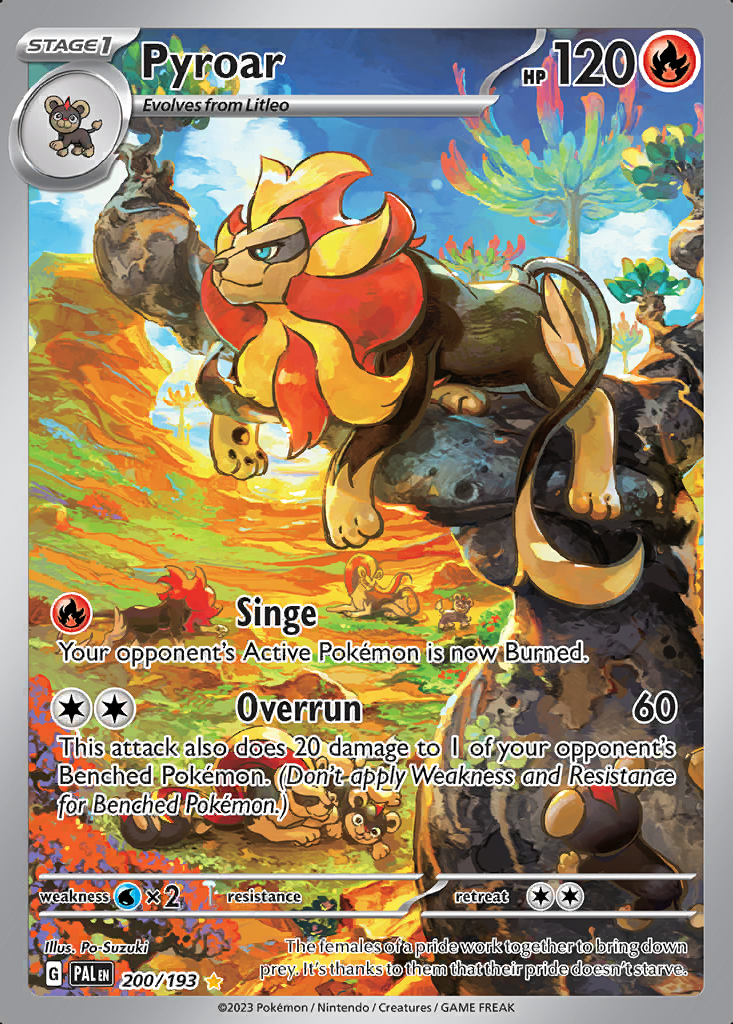 STAGE1
Pyroar
HP 120
Evolves from Litleo
Singe
Your opponent's Active Pokémon is now Burned.
Overrun 60
This attack also does 20 damage to 1 of your opponent's
Benched Pokémon. (Don't apply Weakness and Resistance
for Benched Pokémon.)
weakness ×2 resistance retreat
Illus. Po-Suzuki
The females of a pride work together to bring down
prey. It's thanks to them that their pride doesn't starve.
G PAL EN 200/193
©2023 Pokémon / Nintendo / Creatures / GAME FREAK